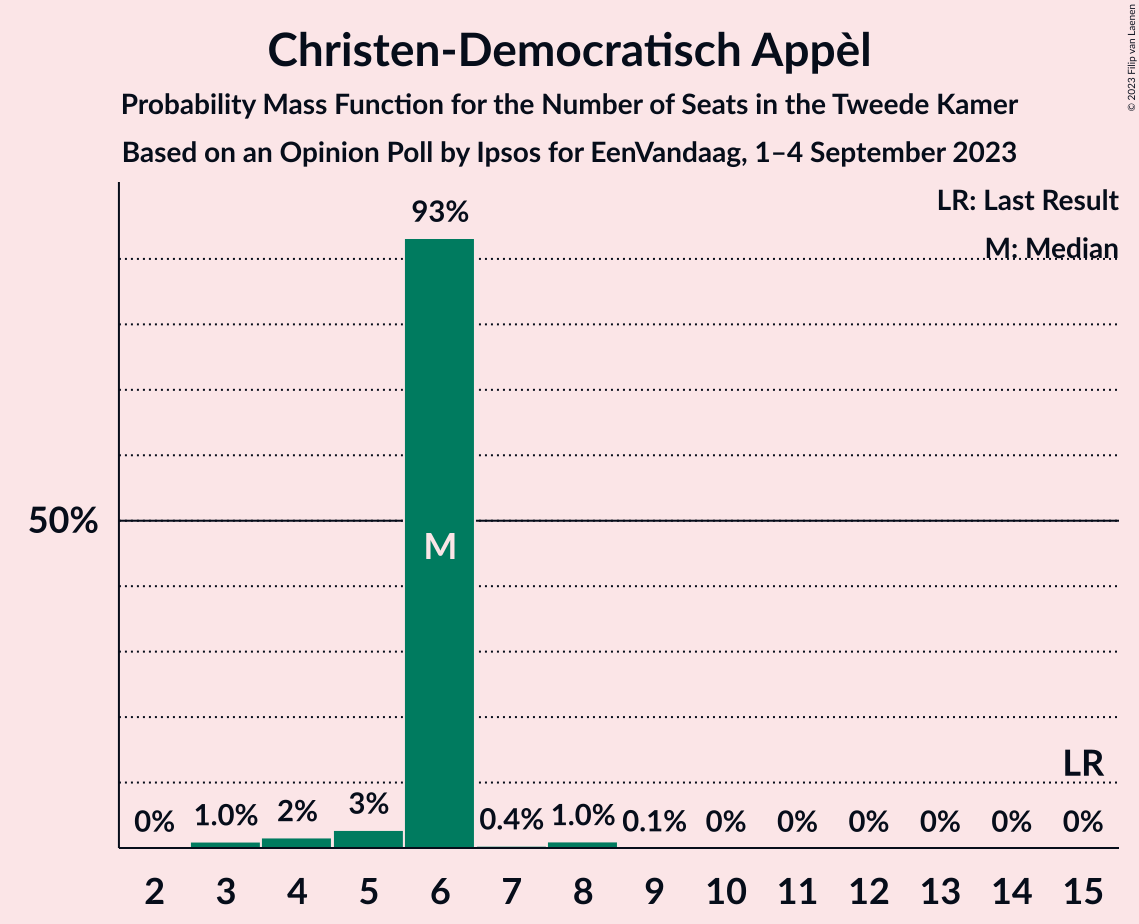 Christen-Democratisch Appèl
Probability Mass Function for the Number of Seats in the Tweede Kamer
Based on an Opinion Poll by Ipsos for EenVandaag, 1–4 September 2023
© 2023 Filip van Laenen
LR: Last Result
M: Median
93%
50%
M
LR
0% 1.0% 2% 3% 0.4% 1.0% 0.1% 0% 0% 0% 0% 0% 0%
2 3 4 5 6 7 8 9 10 11 12 13 14 15